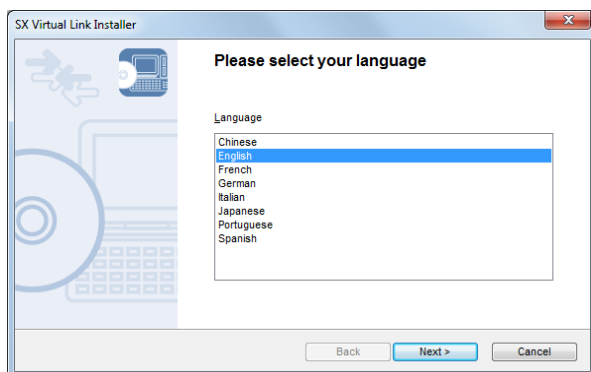 SX Virtual Link Installer
Please select your language
Language
Chinese
English
French
German
Italian
Japanese
Portuguese
Spanish
Back Next > Cancel